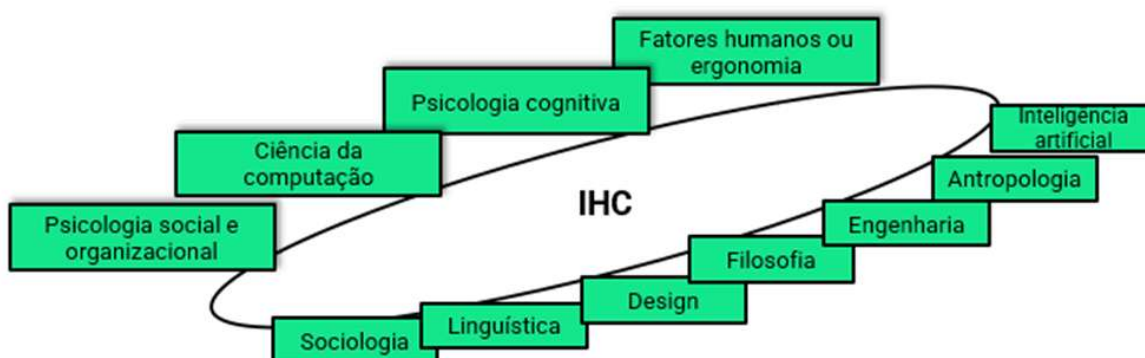 Fatores humanos ou
ergonomia
Psicologia cognitiva
Inteligência
artificial
Ciência da
computação
Antropologia
IHC
Psicologia social e
organizacional
Engenharia
Filosofia
Design
Linguística
Sociologia